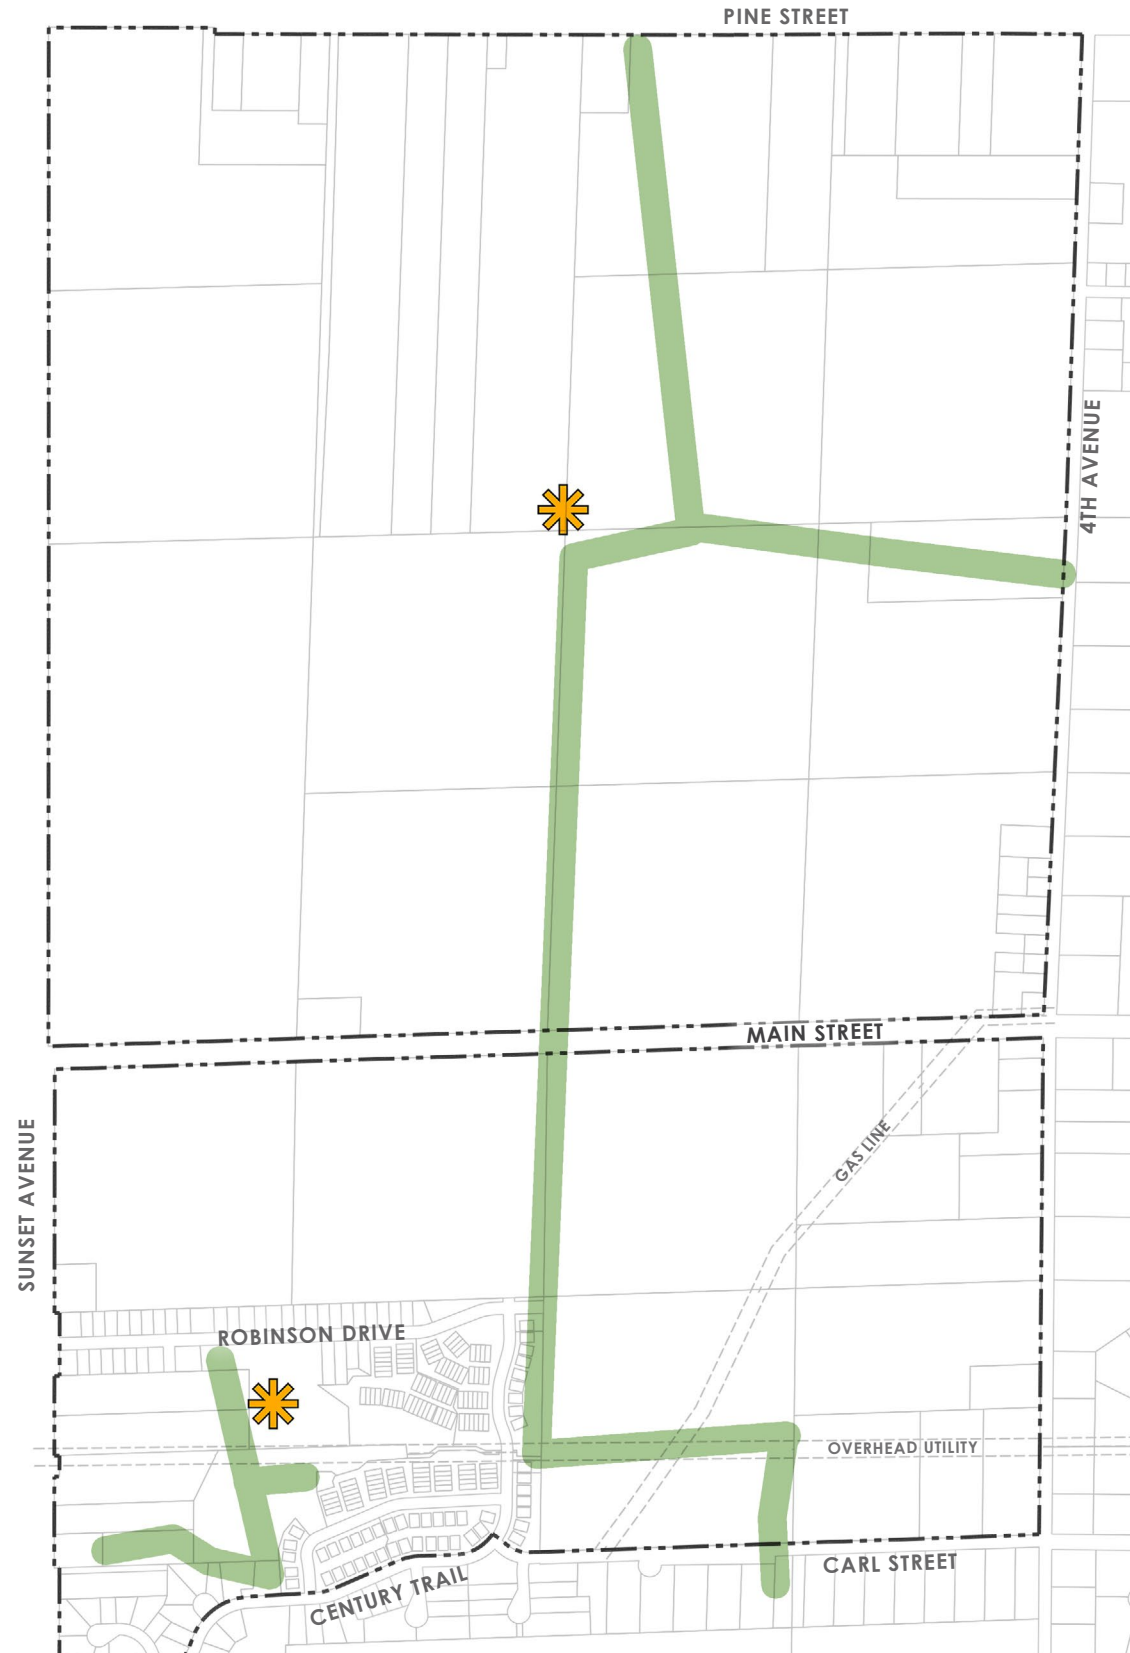 PINE STREET
4TH AVENUE
MAIN STREET
GAS LINE
SUNSET AVENUE
ROBINSON DRIVE
OVERHEAD UTILITY
CARL STREET
CENTURY TRAIL